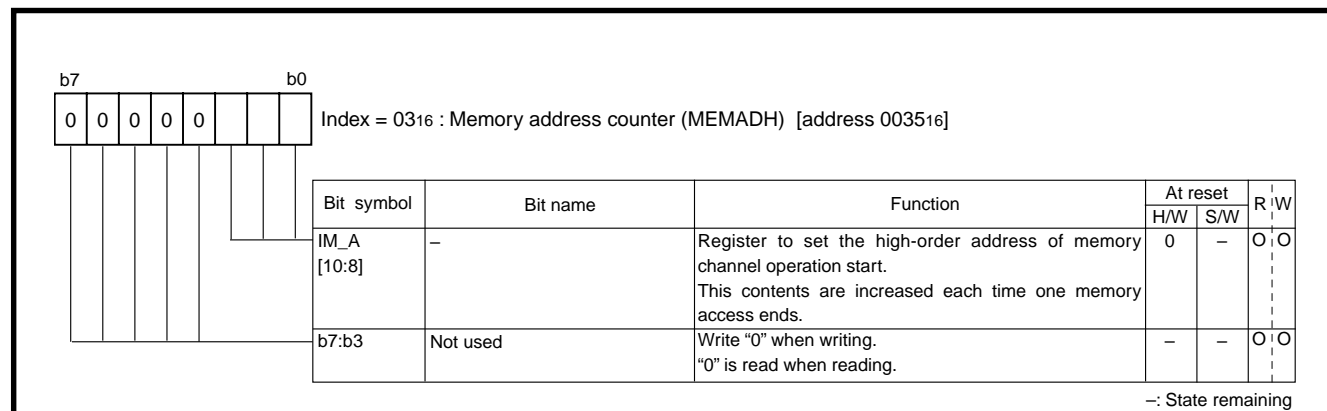 b7 b0
0 0 0 0 0
Index = 0316 : Memory address counter (MEMADH) [address 003516]
Bit symbol Bit name Function At reset R W
H/W S/W
IM_A – Register to set the high-order address of memory 0 – O O
[10:8] channel operation start.
This contents are increased each time one memory
access ends.
b7:b3 Not used Write “0” when writing. – – O O
“0” is read when reading.
–: State remaining